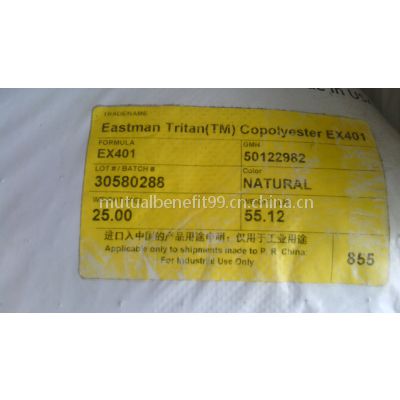 in Use
TRADENAME
Eastman Tritan(TM) Copolyester EX401
FORMULA GMN
EX401 50122982
LOT # / BATCH # Color
30580288 NATURAL
mutualbenefit99.cn.china.cn
25.00 55.12
进口入中国的产品用途申明：仅用于工业用途
Applicable only to shipments made to P. R. China:
For Industrial Use Only
855